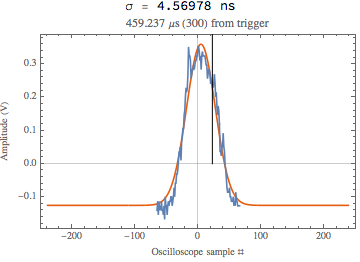 σ = 4.56978 ns
459.237 μs (300) from trigger
Amplitude (V)
0.3
0.2
0.1
0.0
-0.1
-200 -100 0 100 200
Oscilloscope sample #